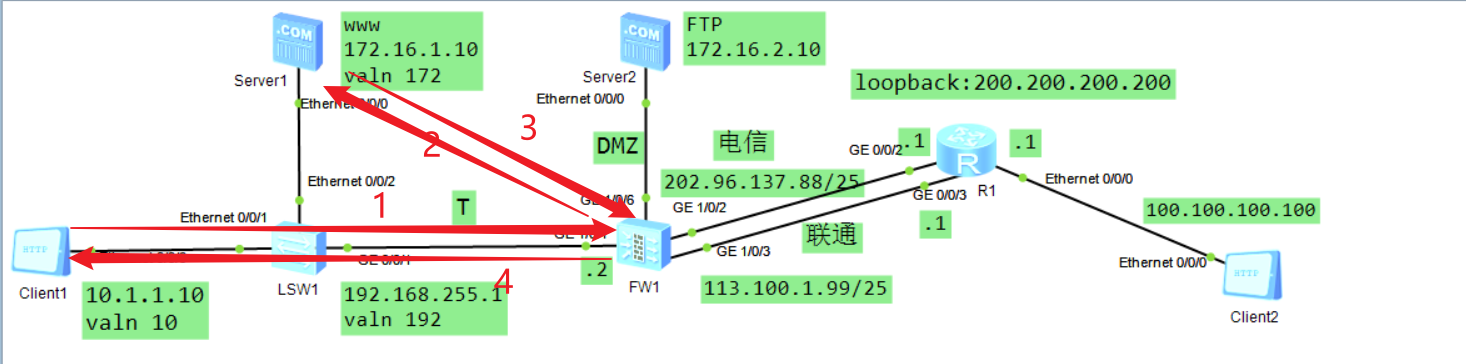 .COM
www
172.16.1.10
valn 172
Server1
Ethernet 0/0/0
.COM
FTP
172.16.2.10
Server2
Ethernet 0/0/0
loopback:200.200.200.200
3
2
DMZ
电信
GE 0/0/2
.1
R
R1
.1
Ethernet 0/0/0
Ethernet 0/0/2
202.96.137.88/25
GE 1/0/6
GE 1/0/2
GE 0/0/3
.1
100.100.100.100
Ethernet 0/0/1
1
T
联通
GE 1/0/3
HTTP
Client1
LSW1
GE 0/0/1
4
.2
FW1
113.100.1.99/25
Ethernet 0/0/0
HTTP
Client2
10.1.1.10
valn 10
192.168.255.1
valn 192